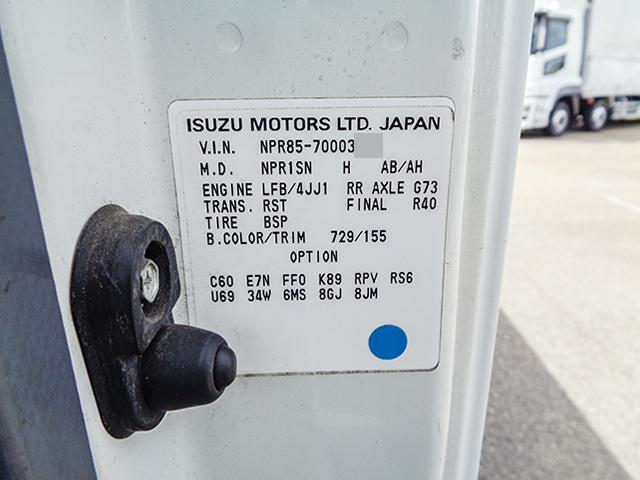 ISUZU MOTORS LTD. JAPAN
V.I.N. NPR85-70003
M.D. NPR1SN H AB/AH
ENGINE LFB/4JJ1 RR AXLE G73
TRANS. RST FINAL R40
TIRE BSP
B.COLOR/TRIM 729/155
OPTION
C60 E7N FF0 K89 RPV RS6
U69 34W 6MS 8GJ 8JM